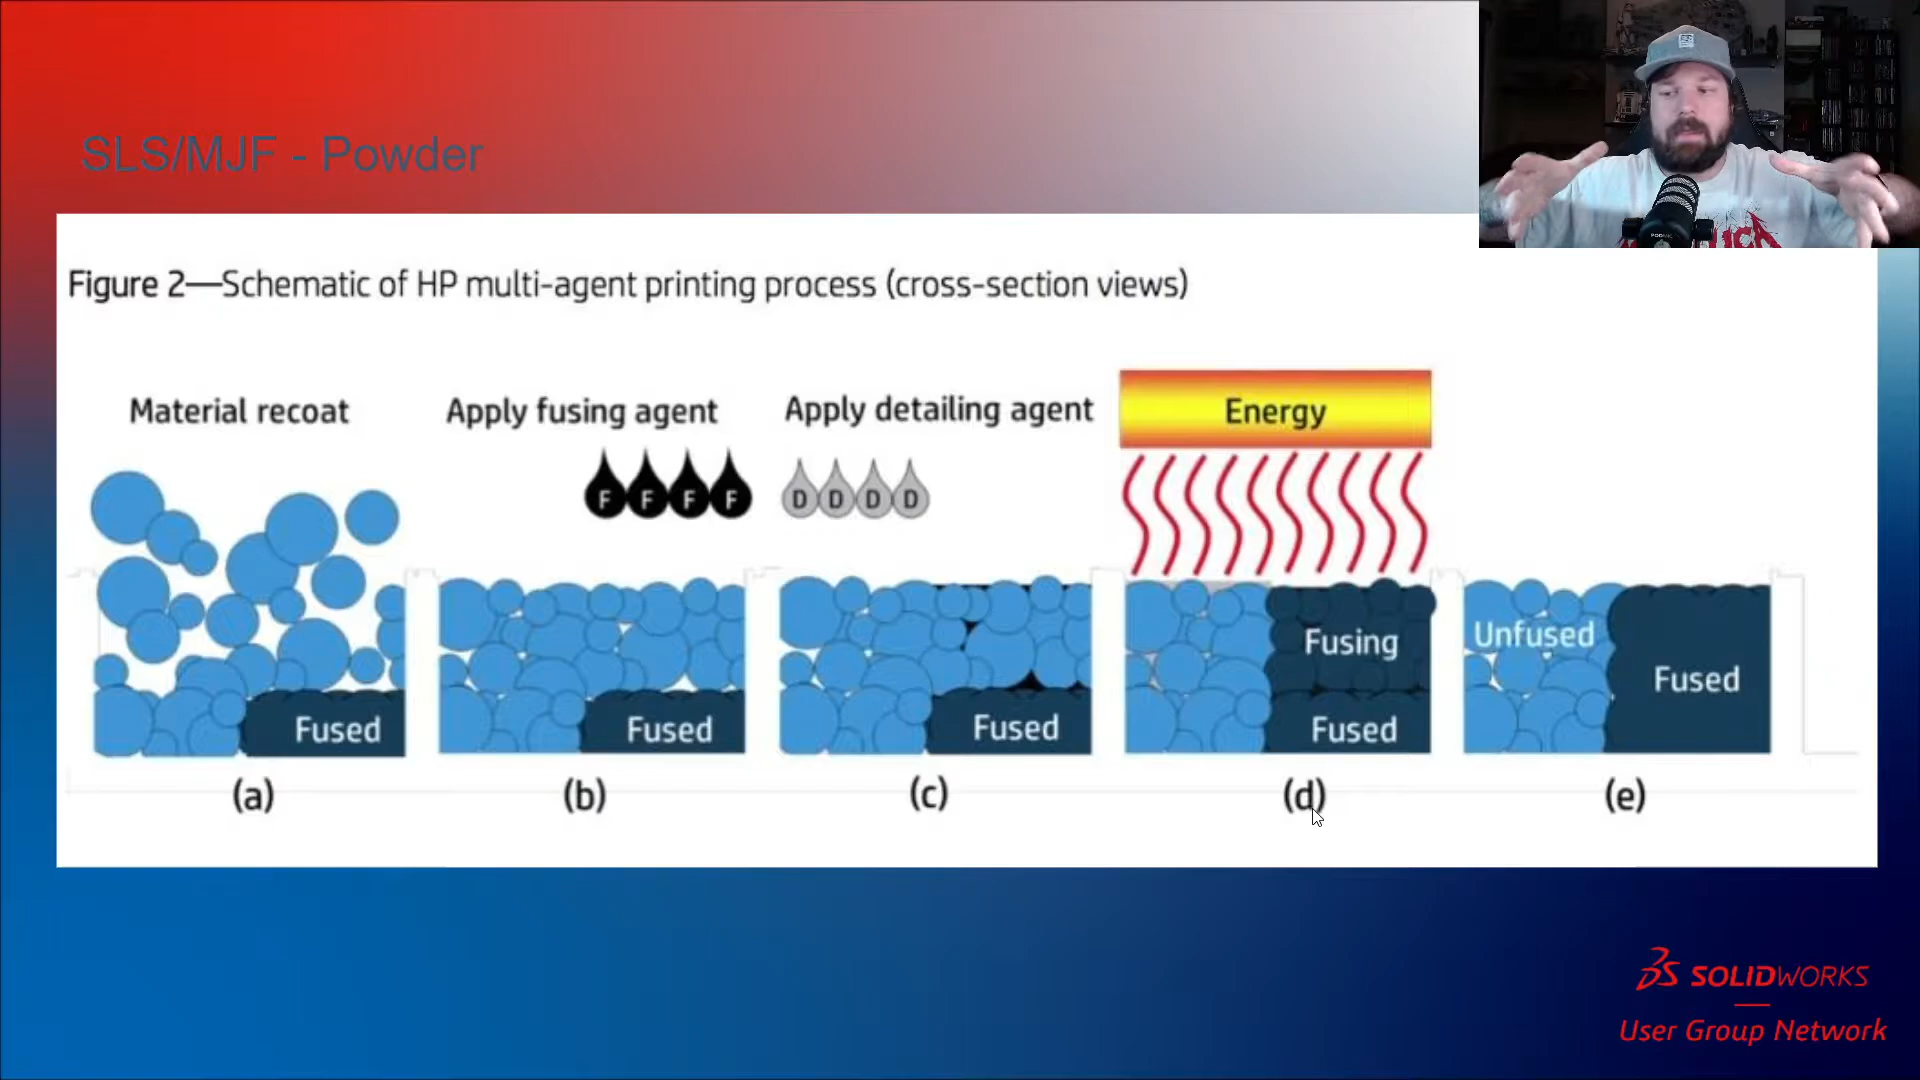 SLS/MJF - Powder
Figure 2—Schematic of HP multi-agent printing process (cross-section views)
Material recoat
Apply fusing agent
Apply detailing agent
Energy
F F F F
D D D D
Fused
Fused
Fused
Fusing
Fused
Unfused
Fused
(a)
(b)
(c)
(d)
(e)
SOLIDWORKS
User Group Network